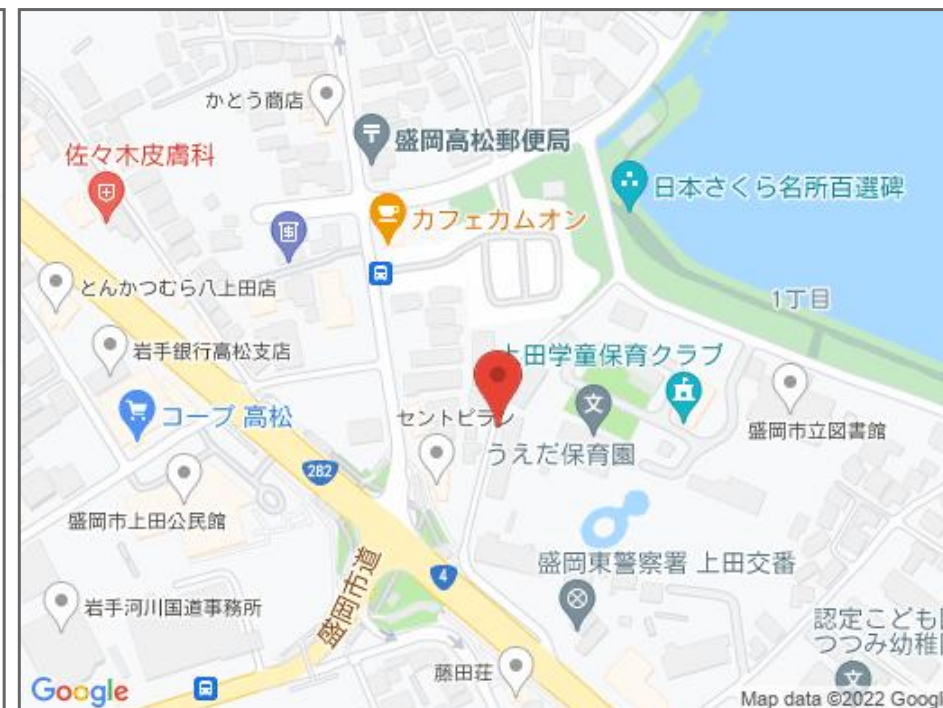 かとう商店
盛岡高松郵便局
佐々木皮膚科
日本さくら名所百選碑
カフェカムオン
とんかつむら八上田店
1丁目
岩手銀行高松支店
上田学童保育クラブ
コープ 高松
セントピラン
盛岡市立図書館
うえだ保育園
282
盛岡市上田公民館
盛岡東警察署 上田交番
4
盛岡市道
岩手河川国道事務所
認定こども
つつみ幼稚
藤田荘
Google
Map data ©2022 Googl